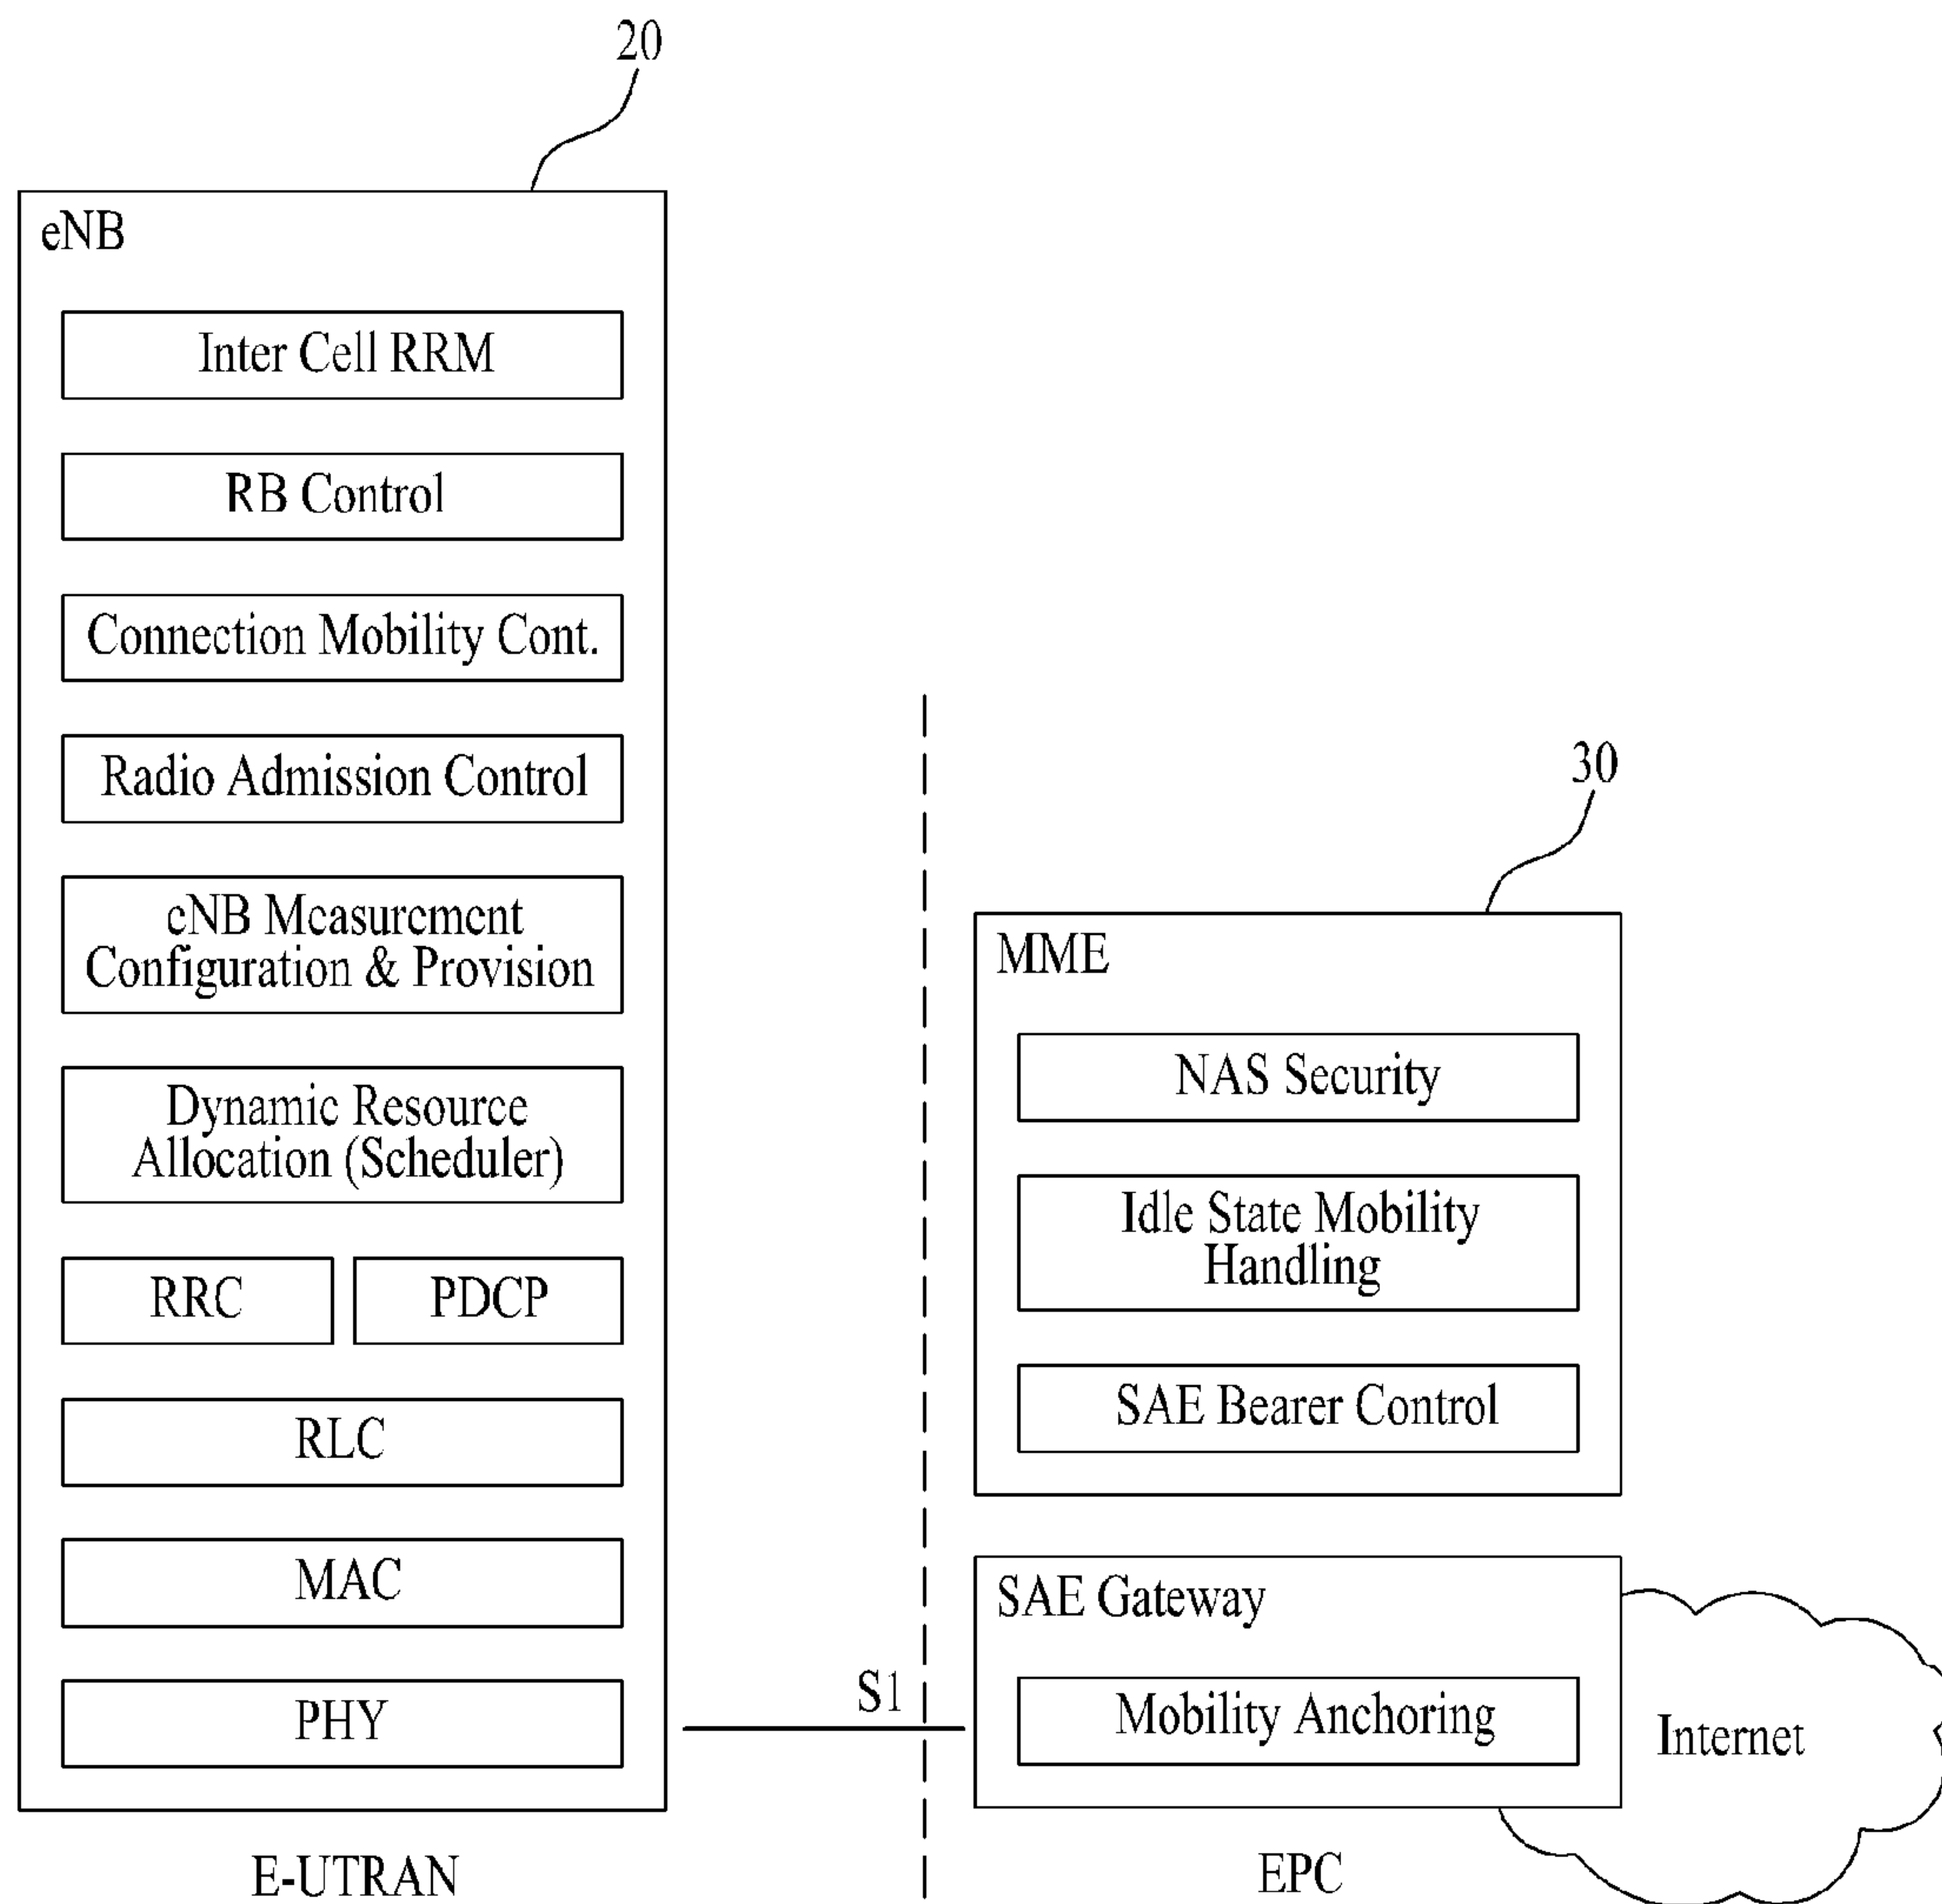 20
eNB
Inter Cell RRM
RB Control
Connection Mobility Cont.
Radio Admission Control
eNB Measurement
Configuration & Provision
Dynamic Resource
Allocation (Scheduler)
RRC
PDCP
RLC
MAC
PHY
E-UTRAN
S1
30
MME
NAS Security
Idle State Mobility
Handling
SAE Bearer Control
SAE Gateway
Mobility Anchoring
Internet
EPC